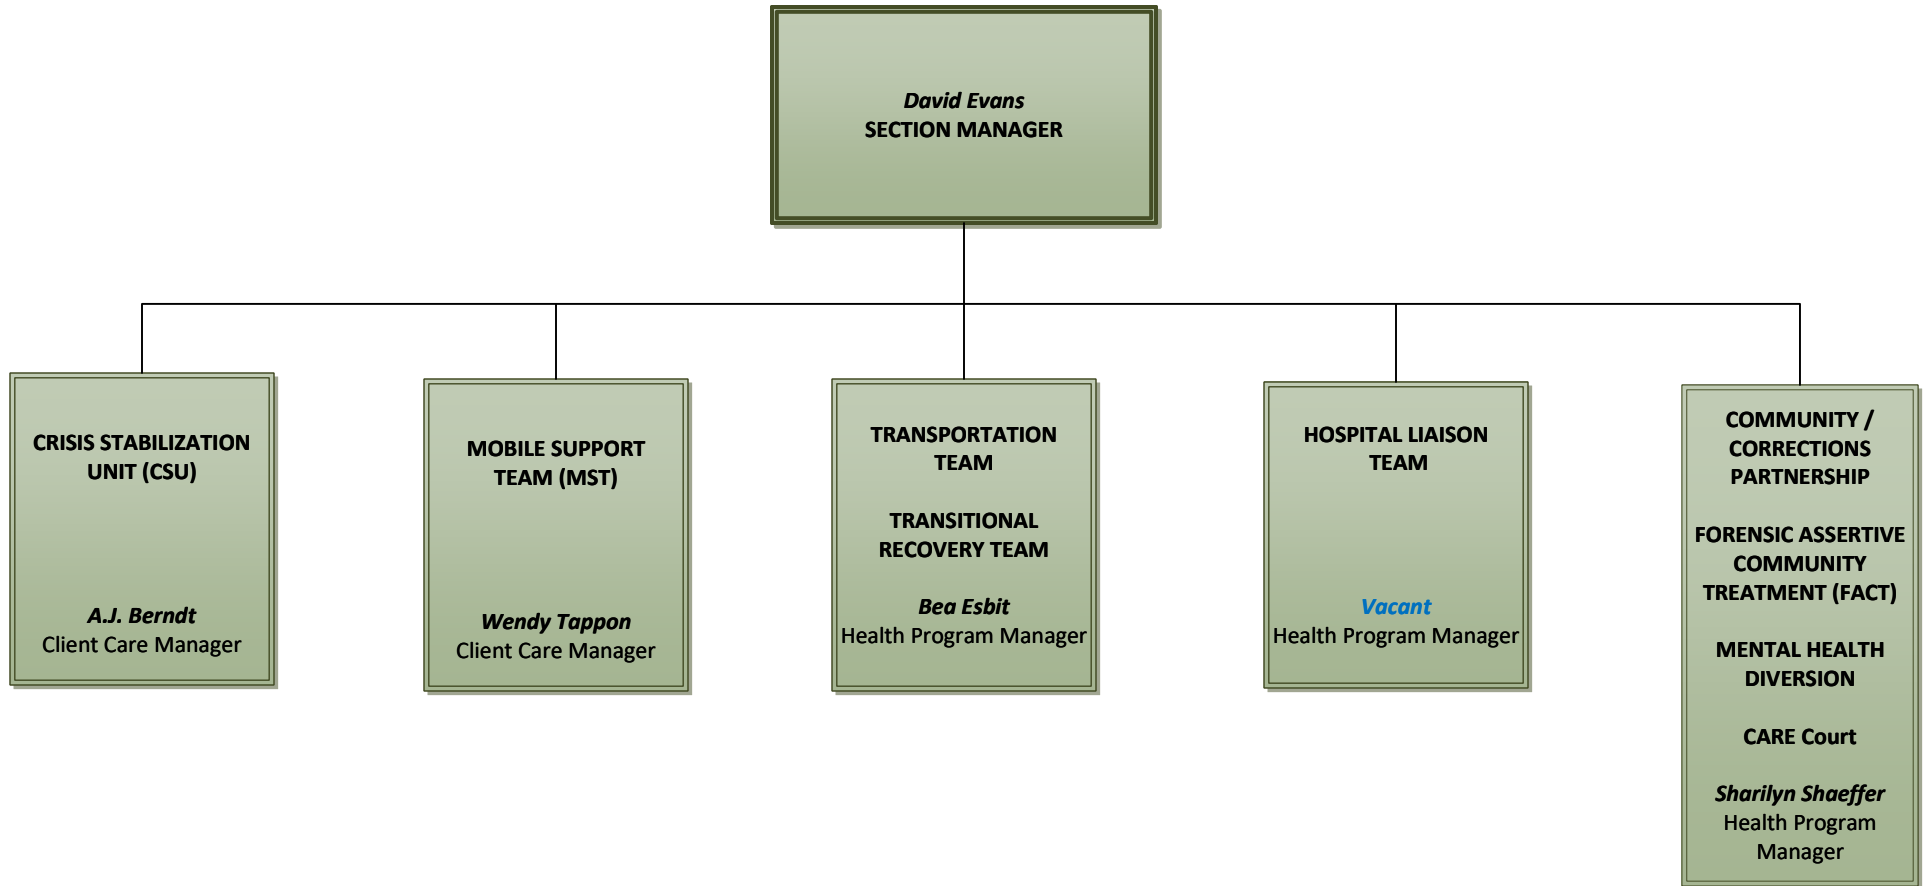 David Evans
SECTION MANAGER
CRISIS STABILIZATION
UNIT (CSU)
A.J. Berndt
Client Care Manager
MOBILE SUPPORT
TEAM (MST)
Wendy Tappon
Client Care Manager
TRANSPORTATION
TEAM
TRANSITIONAL
RECOVERY TEAM
Bea Esbit
Health Program Manager
HOSPITAL LIAISON
TEAM
Vacant
Health Program Manager
COMMUNITY /
CORRECTIONS
PARTNERSHIP
FORENSIC ASSERTIVE
COMMUNITY
TREATMENT (FACT)
MENTAL HEALTH
DIVERSION
CARE Court
Sharilyn Shaeffer
Health Program
Manager